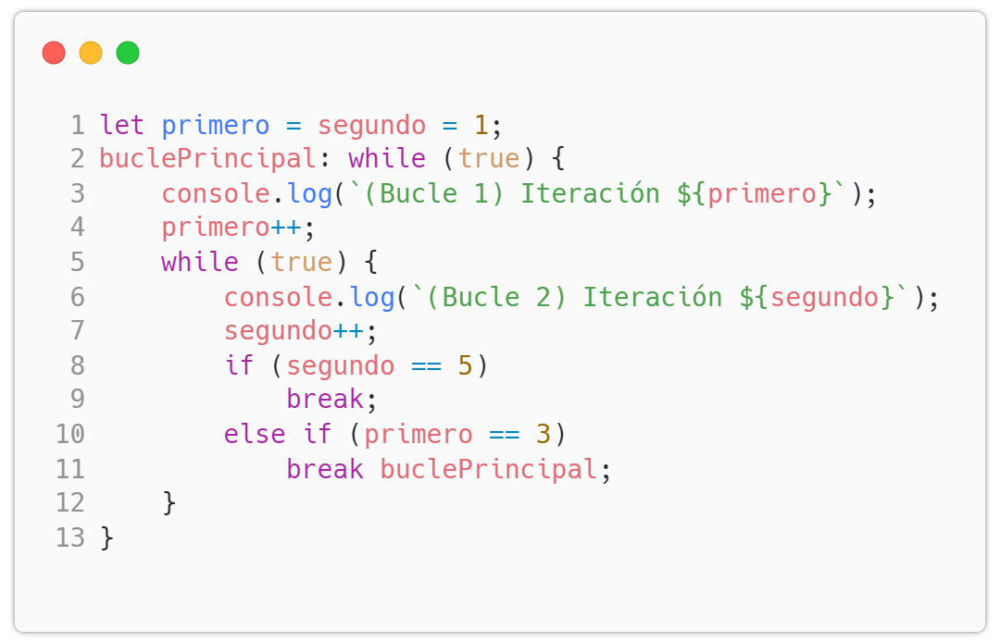 1 let primero = segundo = 1;
2 buclePrincipal: while (true) {
3     console.log(`(Bucle 1) Iteración ${primero}`);
4     primero++;
5     while (true) {
6         console.log(`(Bucle 2) Iteración ${segundo}`);
7         segundo++;
8         if (segundo == 5)
9             break;
10         else if (primero == 3)
11             break buclePrincipal;
12     }
13 }